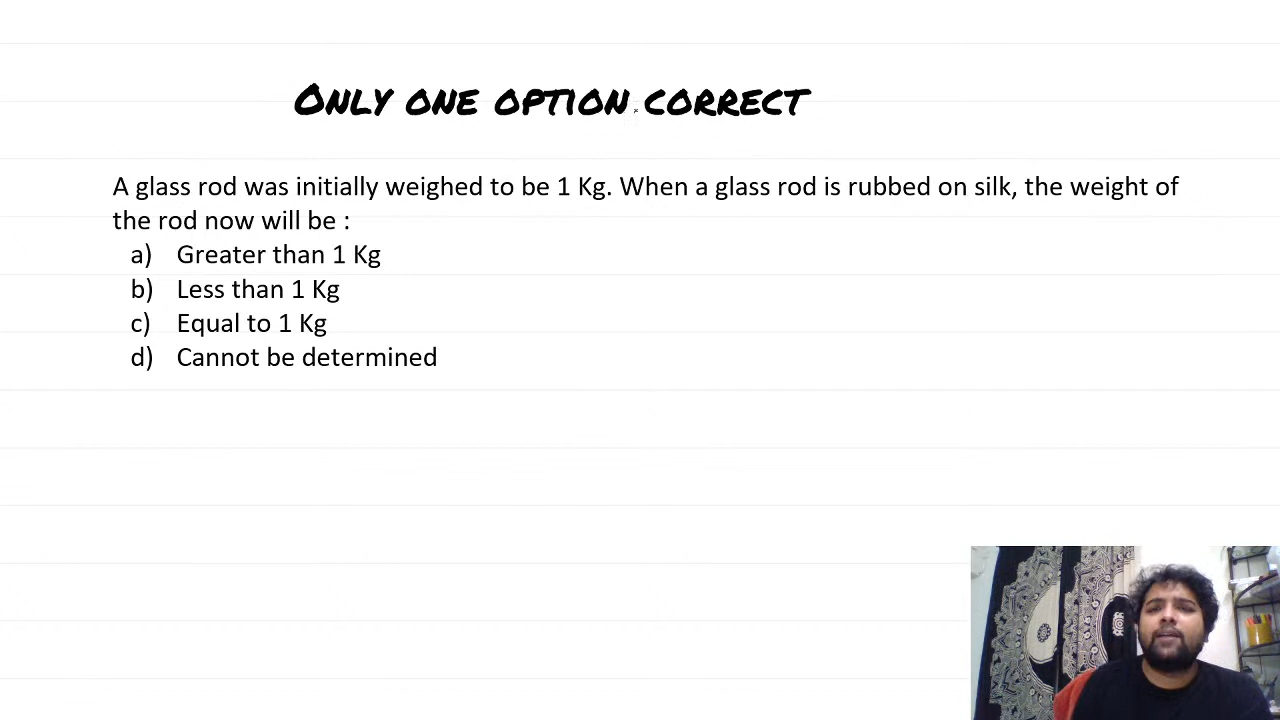 ONLY ONE OPTION CORRECT
A glass rod was initially weighed to be 1 Kg. When a glass rod is rubbed on silk, the weight of
the rod now will be :
a) Greater than 1 Kg
b) Less than 1 Kg
c) Equal to 1 Kg
d) Cannot be determined